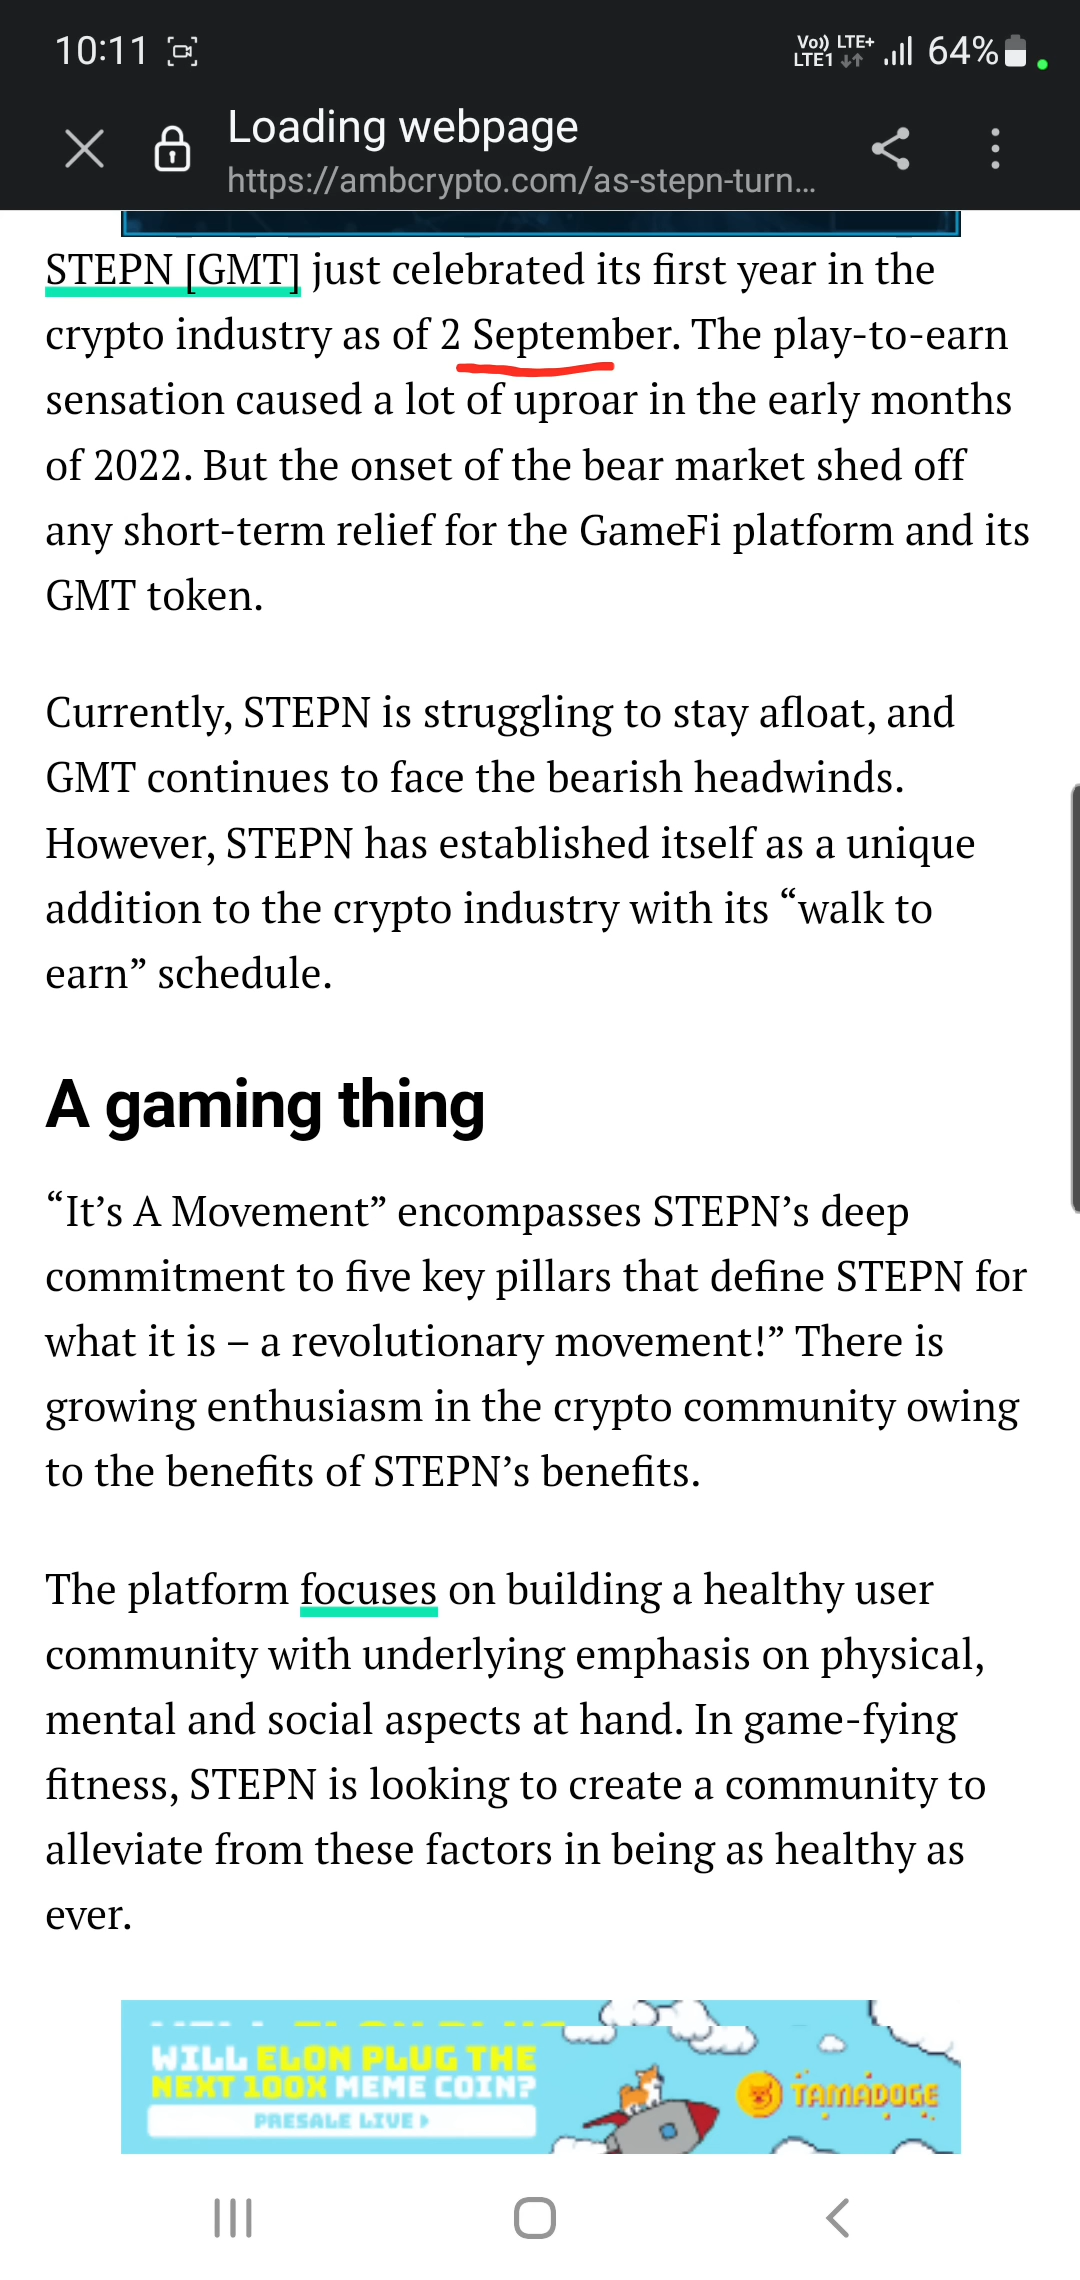 10:11
Vo)) LTE+
LTE1
64%
Loading webpage
https://ambcrypto.com/as-stepn-turn...
STEPN [GMT] just celebrated its first year in the
crypto industry as of 2 September. The play-to-earn
sensation caused a lot of uproar in the early months
of 2022. But the onset of the bear market shed off
any short-term relief for the GameFi platform and its
GMT token.
Currently, STEPN is struggling to stay afloat, and
GMT continues to face the bearish headwinds.
However, STEPN has established itself as a unique
addition to the crypto industry with its “walk to
earn” schedule.
A gaming thing
“It’s A Movement” encompasses STEPN’s deep
commitment to five key pillars that define STEPN for
what it is – a revolutionary movement!” There is
growing enthusiasm in the crypto community owing
to the benefits of STEPN’s benefits.
The platform focuses on building a healthy user
community with underlying emphasis on physical,
mental and social aspects at hand. In game-fying
fitness, STEPN is looking to create a community to
alleviate from these factors in being as healthy as
ever.
WILL ELON PLUG THE
NEXT 100X MEME COIN?
PRESALE LIVE
TAMADOGE